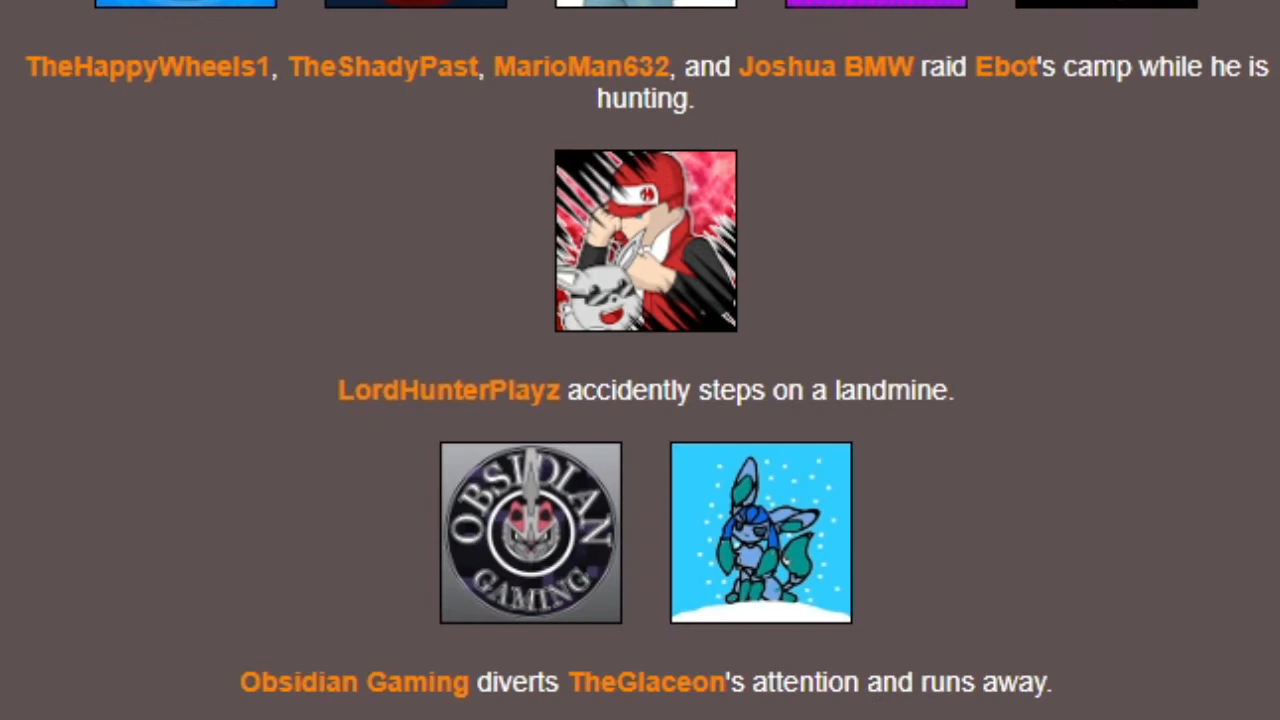 TheHappyWheels1, TheShadyPast, MarioMan632, and Joshua BMW raid Ebot's camp while he is
hunting.
LordHunterPlayz accidently steps on a landmine.
OBSIDIAN
GAMING
Obsidian Gaming diverts TheGlaceon's attention and runs away.